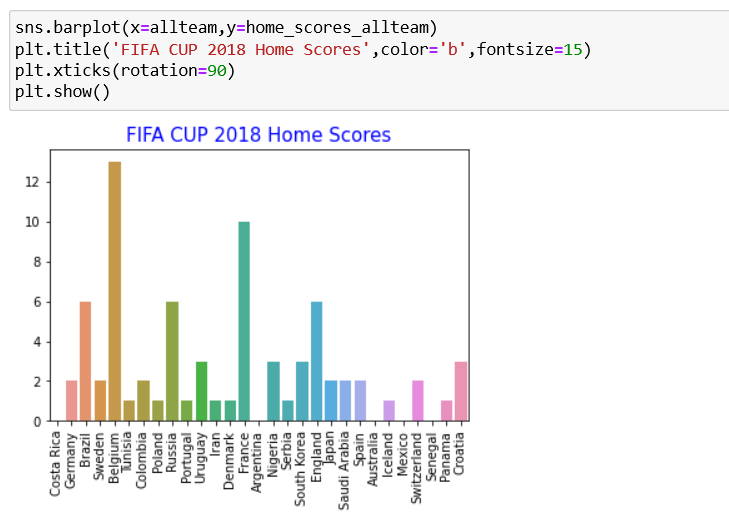 sns.barplot(x=allteam,y=home_scores_allteam)
plt.title('FIFA CUP 2018 Home Scores',color='b',fontsize=15)
plt.xticks(rotation=90)
plt.show()
FIFA CUP 2018 Home Scores
12
10
8
6
4
2
0
Costa Rica
Germany
Brazil
Sweden
Belgium
Tunisia
Colombia
Poland
Russia
Portugal
Uruguay
Iran
Denmark
France
Argentina
Nigeria
Serbia
South Korea
England
Japan
Saudi Arabia
Spain
Australia
Iceland
Mexico
Switzerland
Senegal
Panama
Croatia